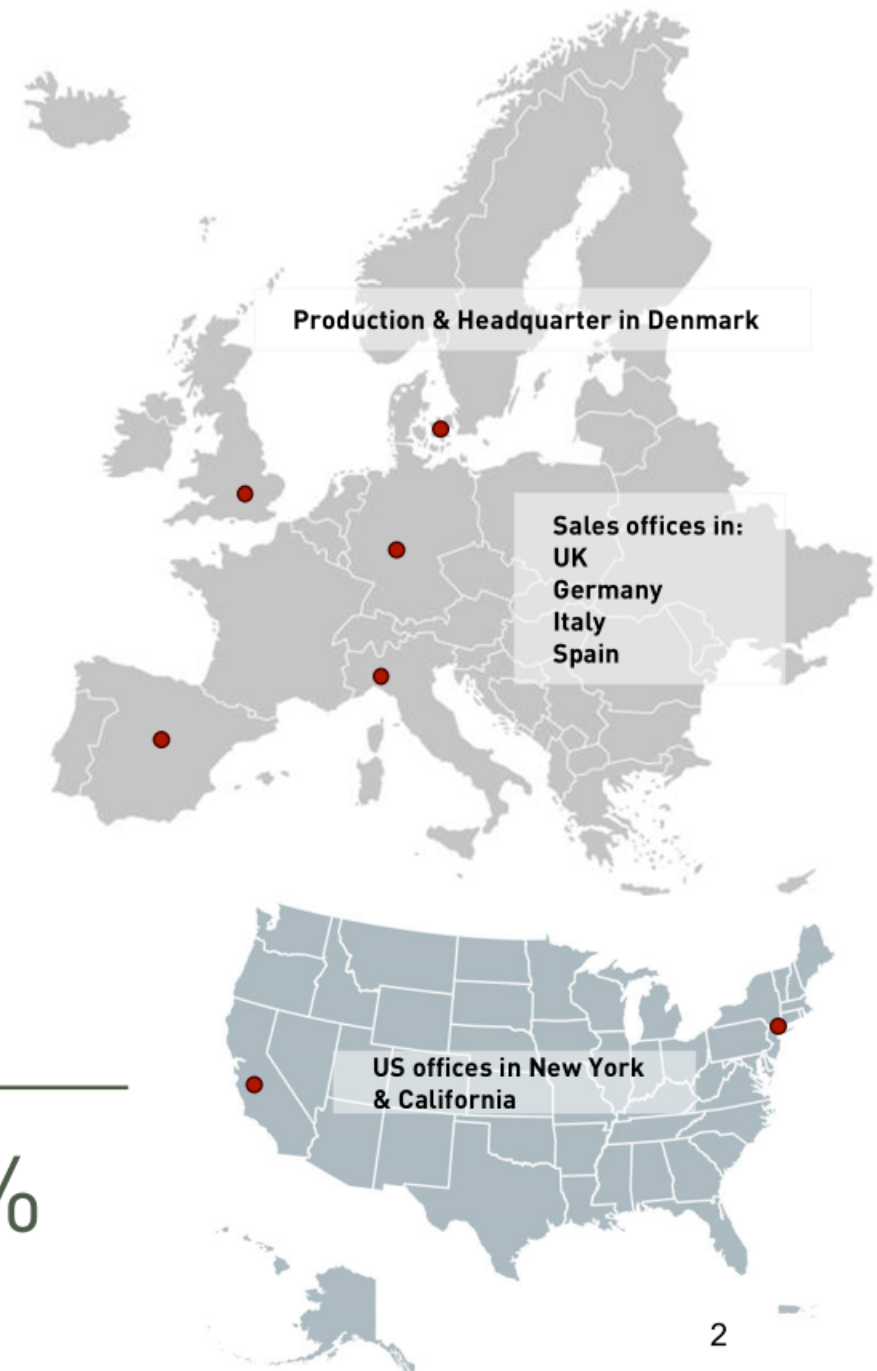 Production & Headquarter in Denmark
Sales offices in:
UK
Germany
Italy
Spain
US offices in New York
& California
%
2